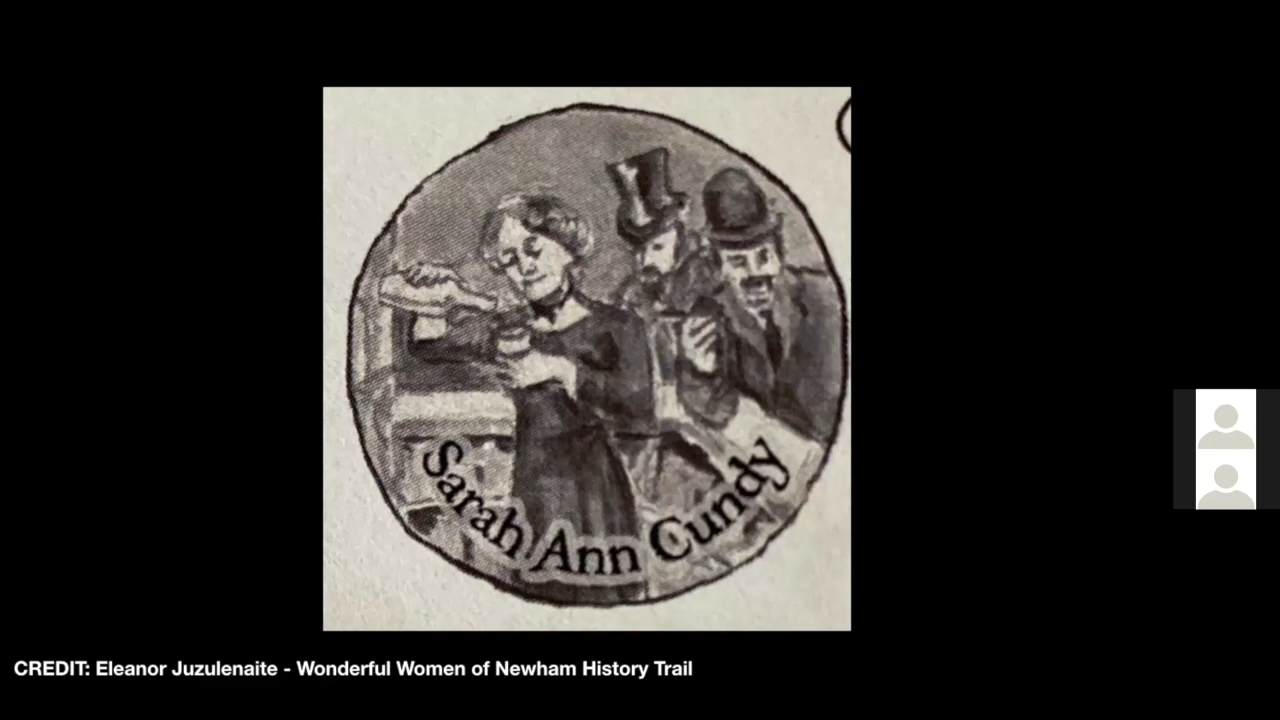 Sarah Ann Cundy
CREDIT: Eleanor Juzulenaite - Wonderful Women of Newham History Trail